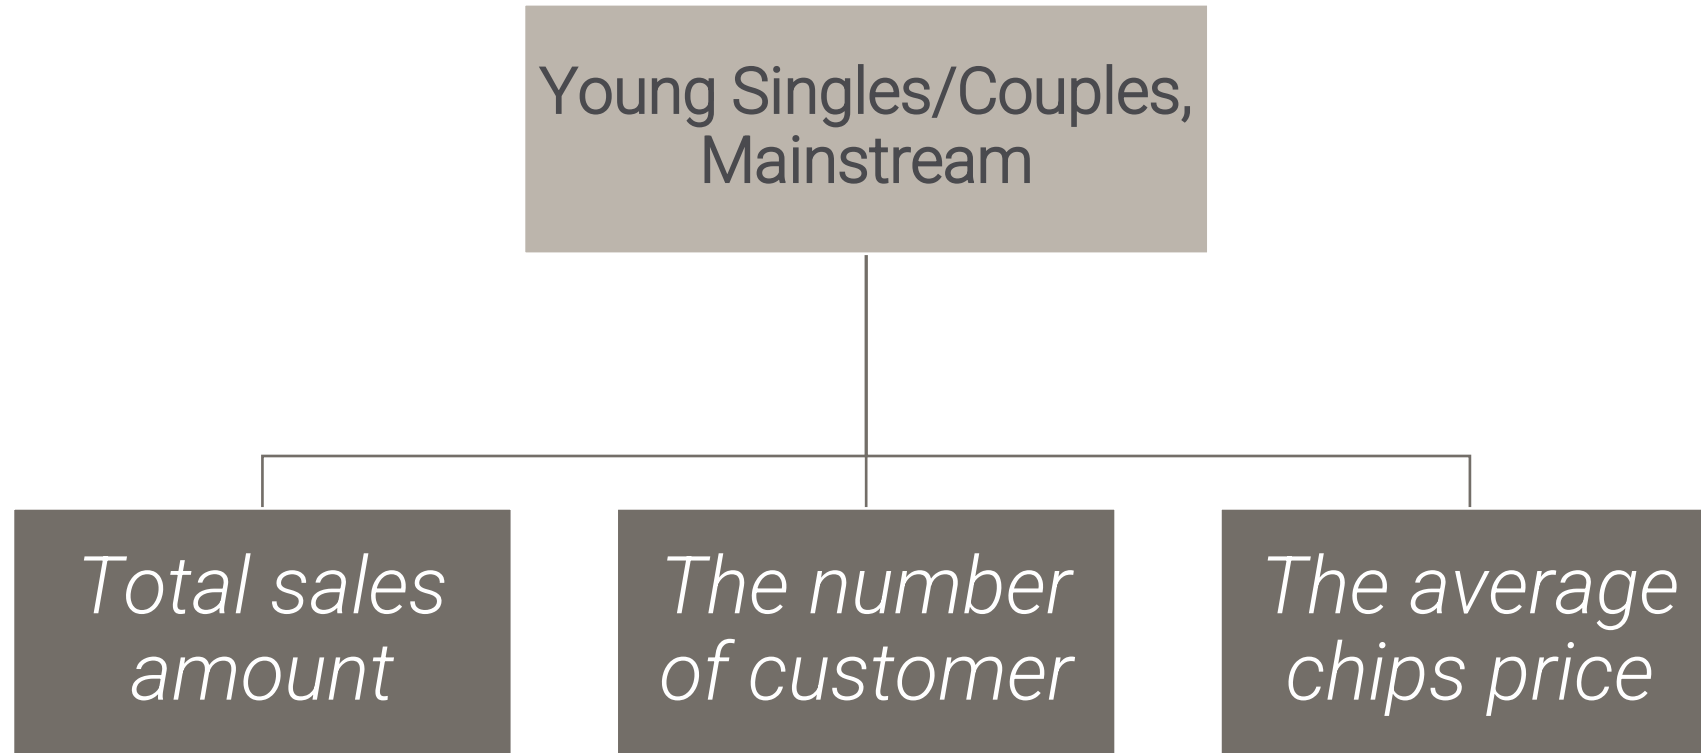 Young Singles/Couples,
Mainstream
Total sales
amount
The number
of customer
The average
chips price